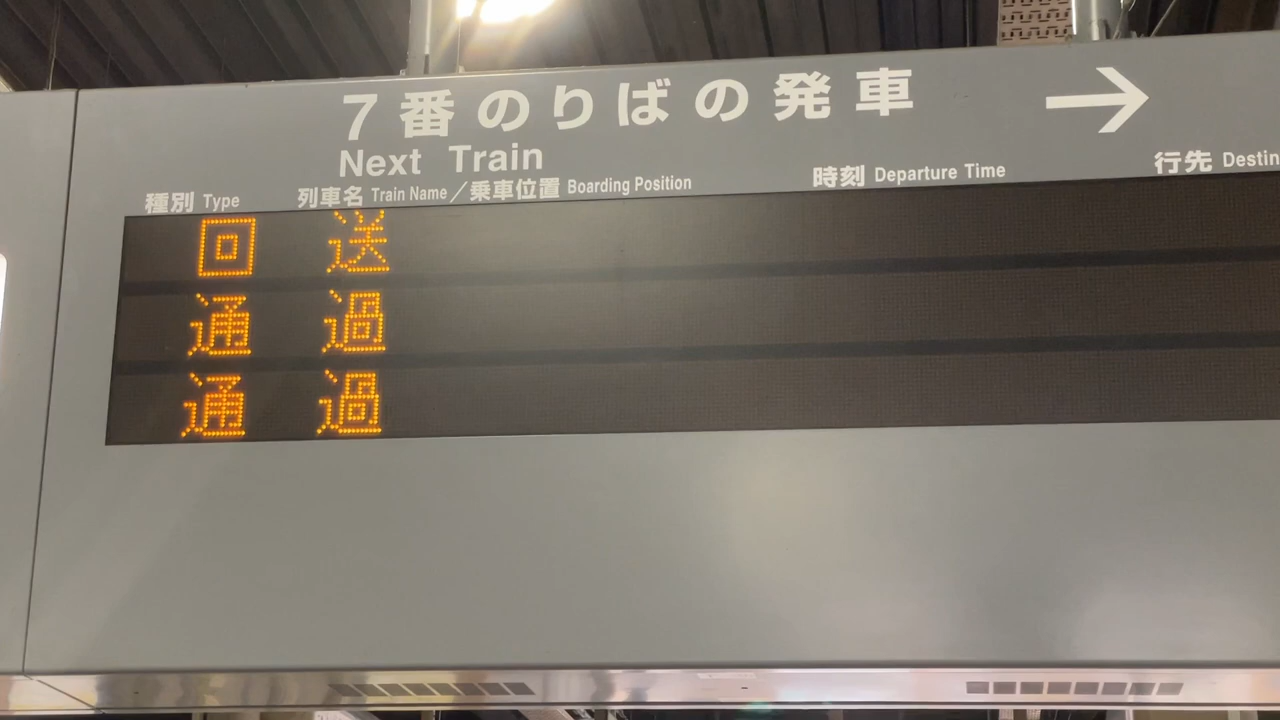 7番のりばの発車 →
Next Train
種別 Type 列車名 Train Name／乗車位置 Boarding Position 時刻 Departure Time 行先 Destin
回送
通過
通過